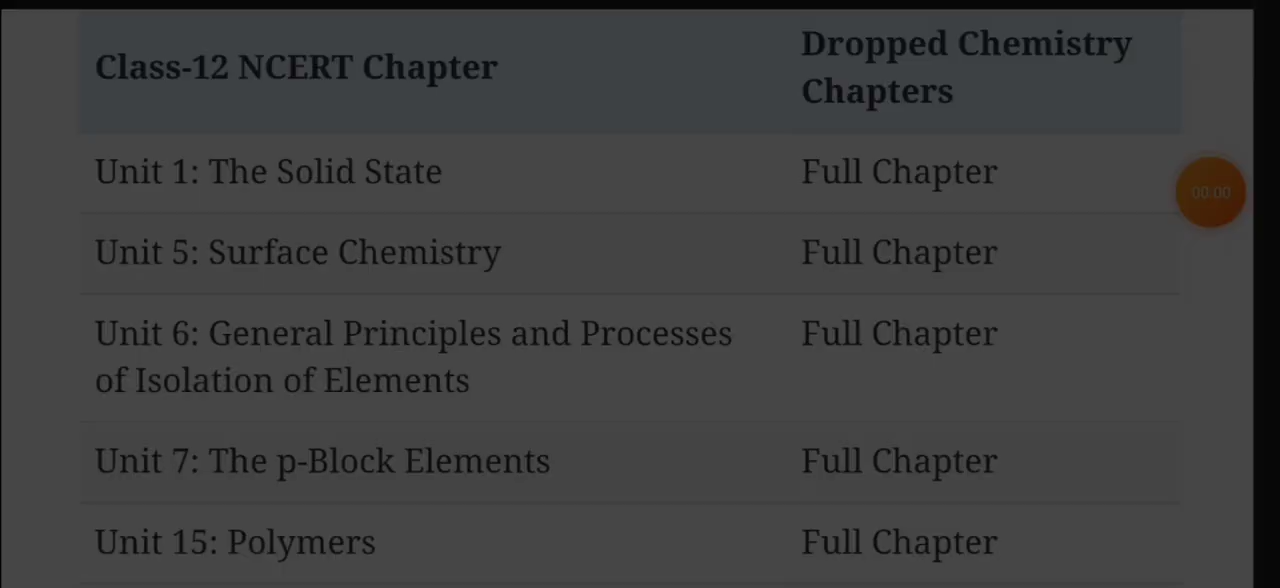 Class-12 NCERT Chapter
Dropped Chemistry
Chapters
Unit 1: The Solid State
Full Chapter
00:00
Unit 5: Surface Chemistry
Full Chapter
Unit 6: General Principles and Processes
of Isolation of Elements
Full Chapter
Unit 7: The p-Block Elements
Full Chapter
Unit 15: Polymers
Full Chapter